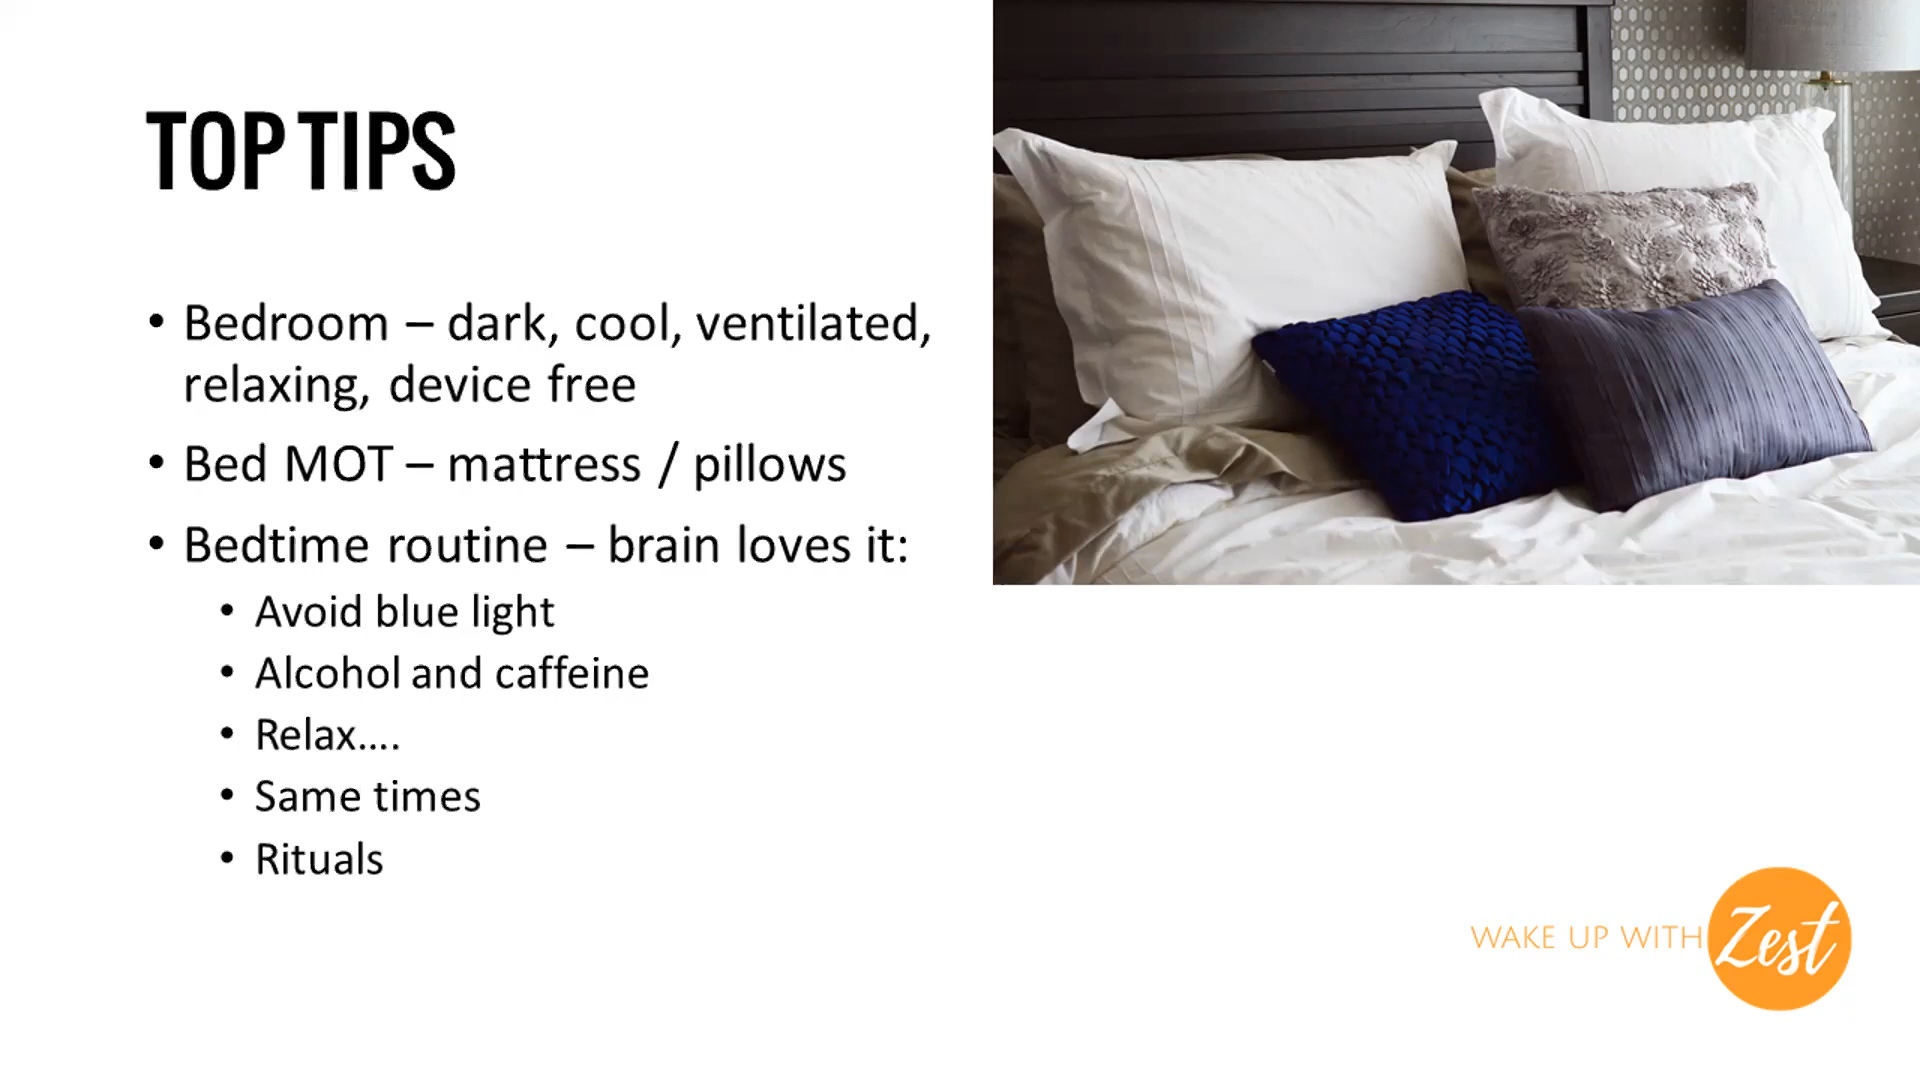 TOP TIPS
• Bedroom – dark, cool, ventilated,
relaxing, device free
• Bed MOT – mattress / pillows
• Bedtime routine – brain loves it:
• Avoid blue light
• Alcohol and caffeine
• Relax....
• Same times
• Rituals
WAKE UP WITH Zest